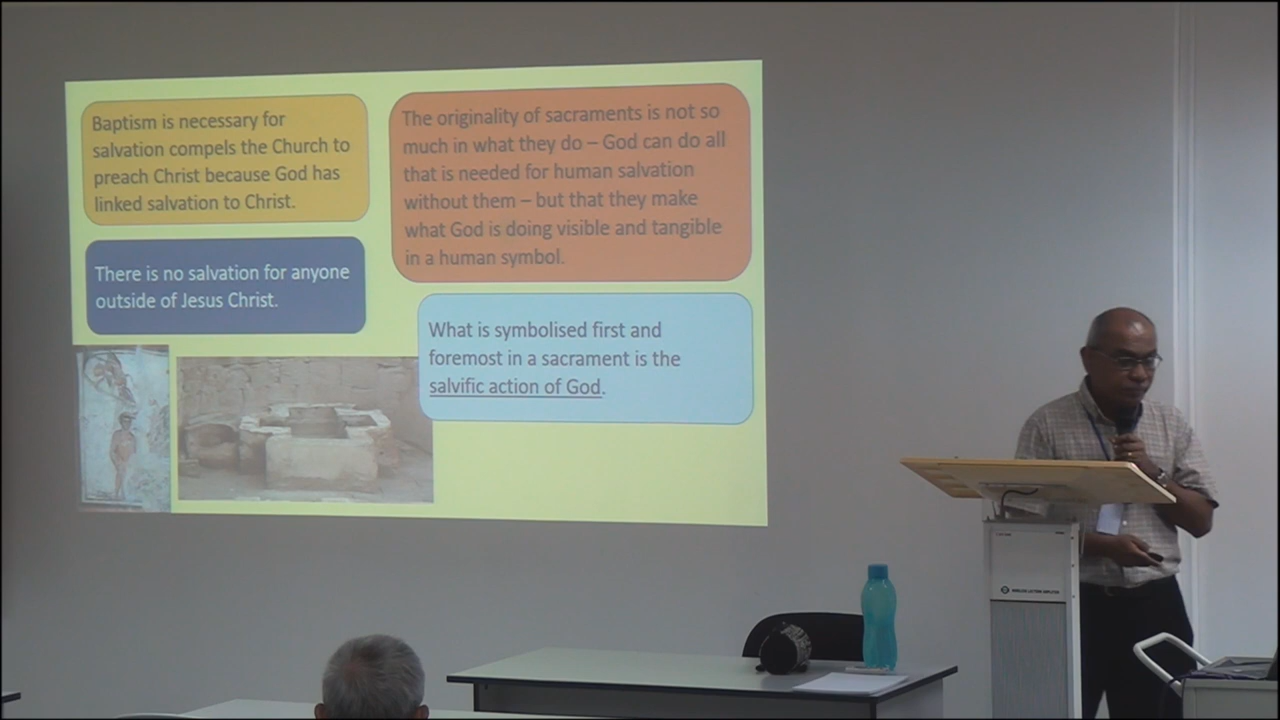 Baptism is necessary for
salvation compels the Church to
preach Christ because God has
linked salvation to Christ.
There is no salvation for anyone
outside of Jesus Christ.
The originality of sacraments is not so
much in what they do – God can do all
that is needed for human salvation
without them – but that they make
what God is doing visible and tangible
in a human symbol.
What is symbolised first and
foremost in a sacrament is the
salvific action of God.